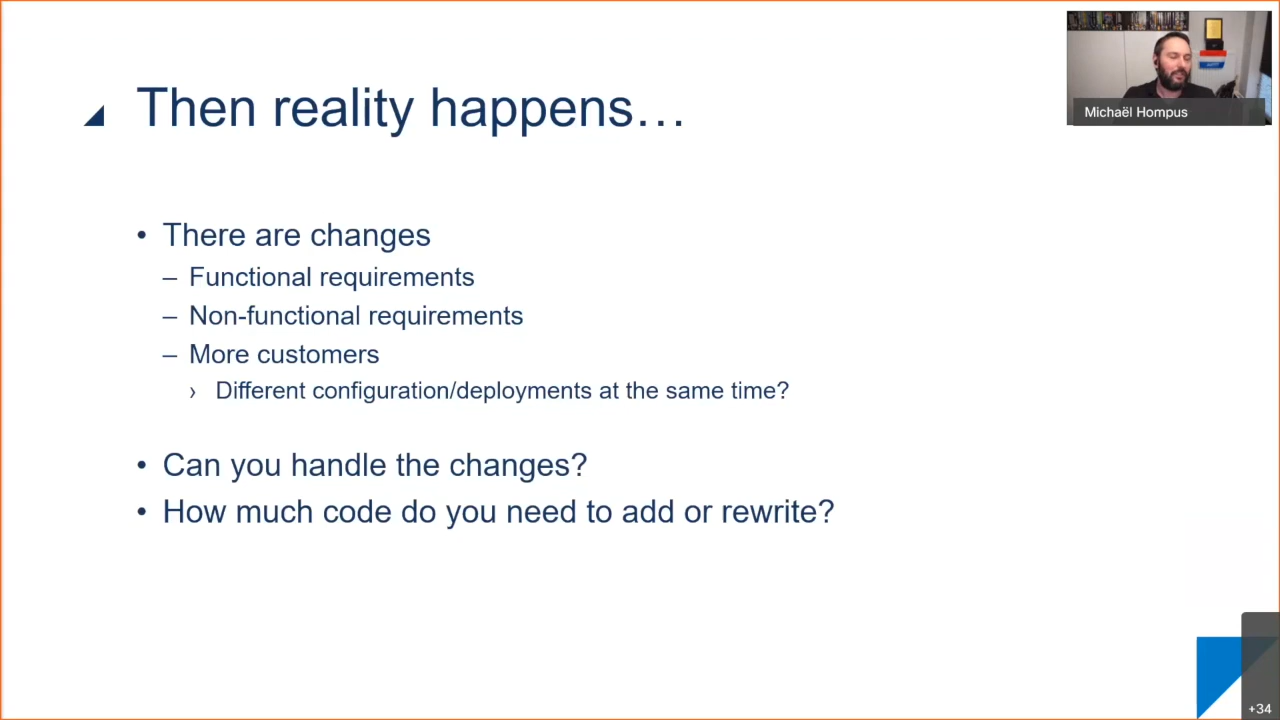 Then reality happens…
Michaël Hompus
• There are changes
– Functional requirements
– Non-functional requirements
– More customers
› Different configuration/deployments at the same time?
• Can you handle the changes?
• How much code do you need to add or rewrite?
+34